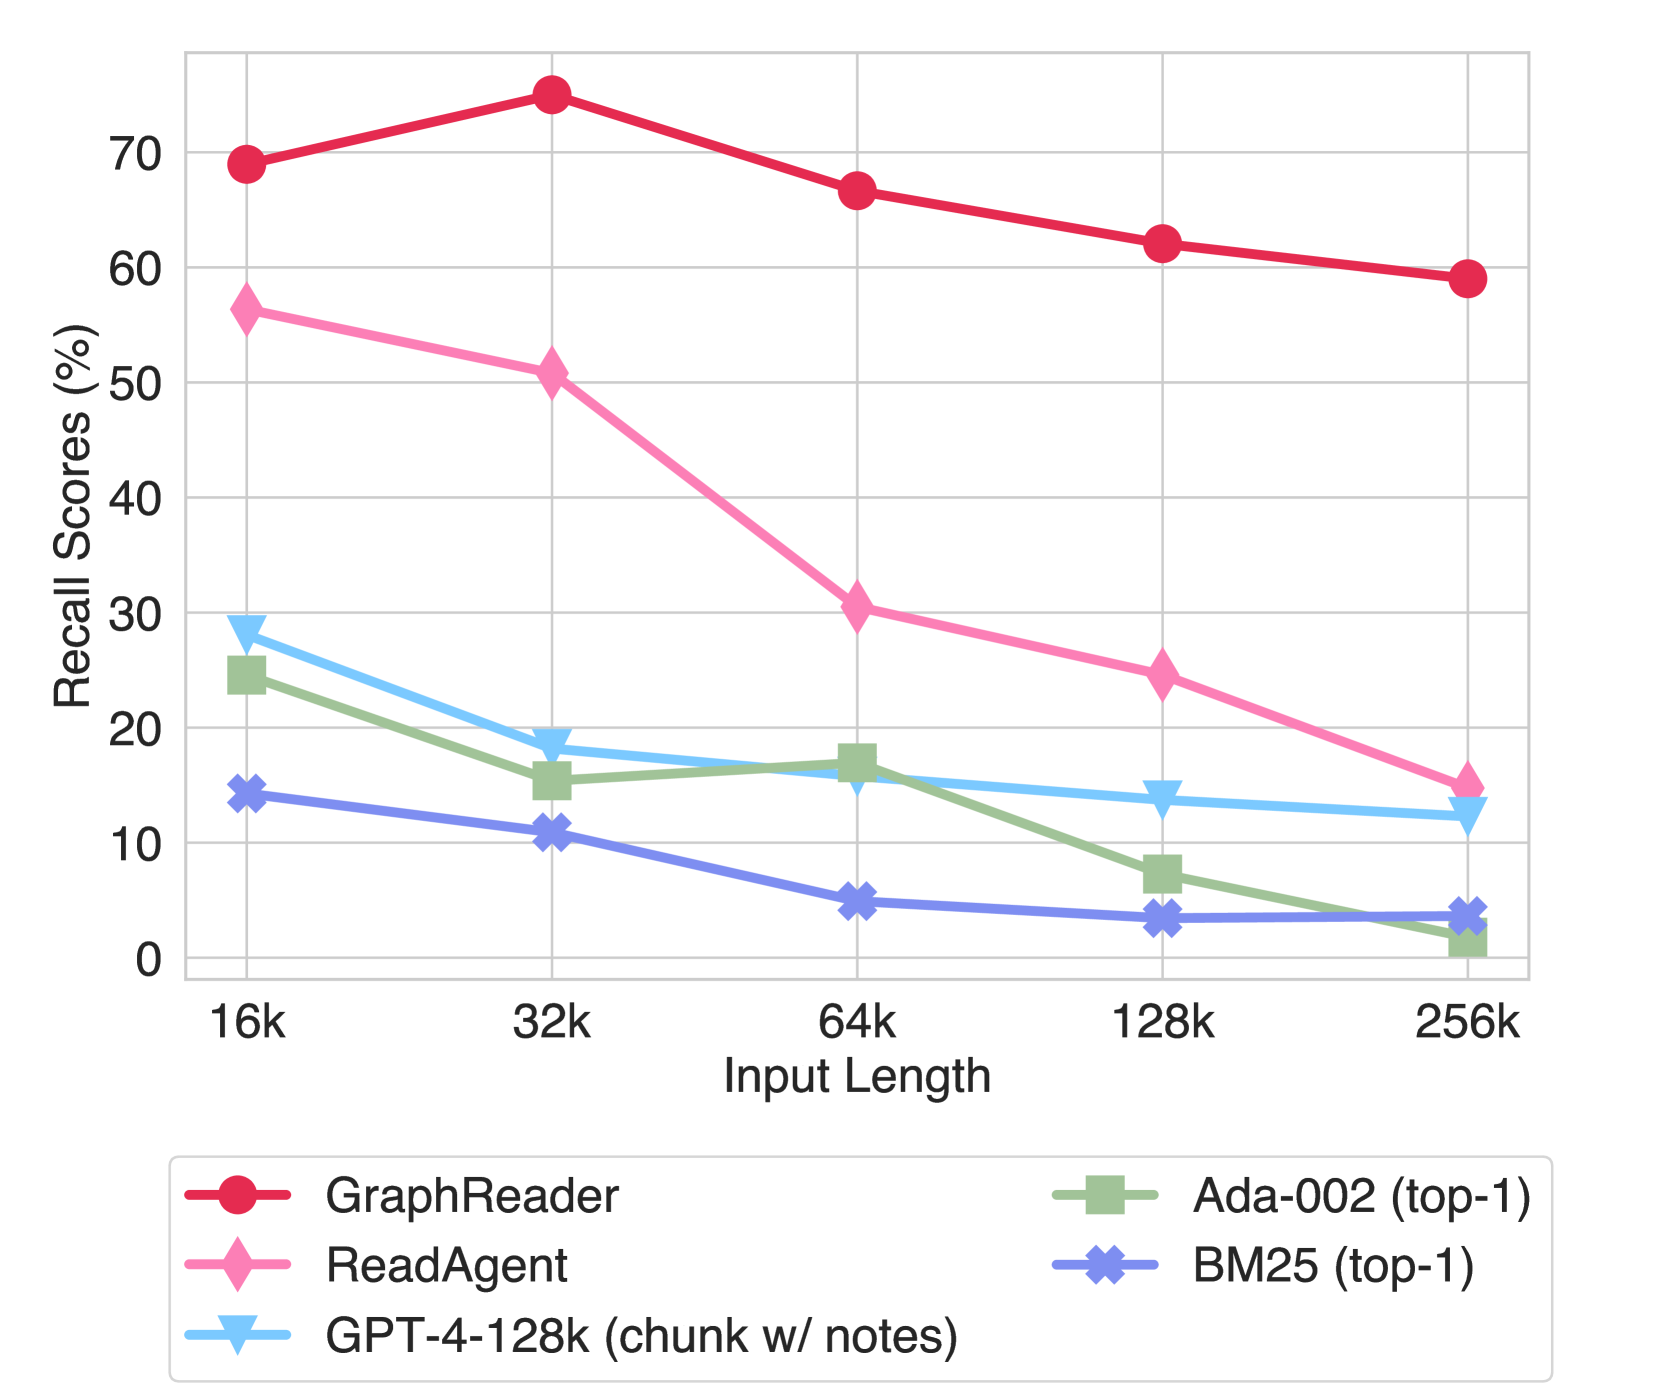 Recall Scores (%)
70
60
50
40
30
20
10
0
16k 32k 64k 128k 256k
Input Length
GraphReader
ReadAgent
GPT-4-128k (chunk w/ notes)
Ada-002 (top-1)
BM25 (top-1)